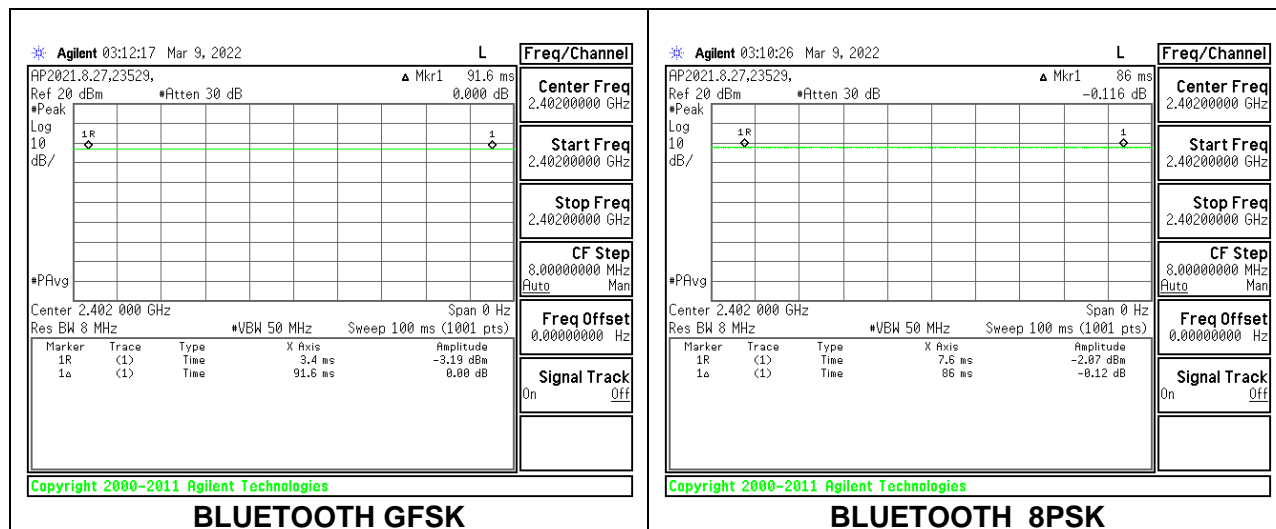 Agilent 03:12:17 Mar 9, 2022 L Freq/Channel
AP2021.8.27,23529, Δ Mkr1 91.6 ms
Ref 20 dBm #Atten 30 dB 0.000 dB
#Peak
Log
10
dB/
1R 1
#PAvg
Center 2.402 000 GHz Span 0 Hz
Res BW 8 MHz #VBW 50 MHz Sweep 100 ms (1001 pts)
Marker Trace Type X Axis Amplitude
1R (1) Time 3.4 ms -3.19 dBm
1Δ (1) Time 91.6 ms 0.00 dB
Center Freq
2.40200000 GHz
Start Freq
2.40200000 GHz
Stop Freq
2.40200000 GHz
CF Step
8.00000000 MHz
Auto Man
Freq Offset
0.00000000 Hz
Signal Track
On Off
Copyright 2000-2011 Agilent Technologies
BLUETOOTH GFSK
Agilent 03:10:26 Mar 9, 2022 L Freq/Channel
AP2021.8.27,23529, Δ Mkr1 86 ms
Ref 20 dBm #Atten 30 dB -0.116 dB
#Peak
Log
10
dB/
1R 1
#PAvg
Center 2.402 000 GHz Span 0 Hz
Res BW 8 MHz #VBW 50 MHz Sweep 100 ms (1001 pts)
Marker Trace Type X Axis Amplitude
1R (1) Time 7.6 ms -2.07 dBm
1Δ (1) Time 86 ms -0.12 dB
Center Freq
2.40200000 GHz
Start Freq
2.40200000 GHz
Stop Freq
2.40200000 GHz
CF Step
8.00000000 MHz
Auto Man
Freq Offset
0.00000000 Hz
Signal Track
On Off
Copyright 2000-2011 Agilent Technologies
BLUETOOTH 8PSK